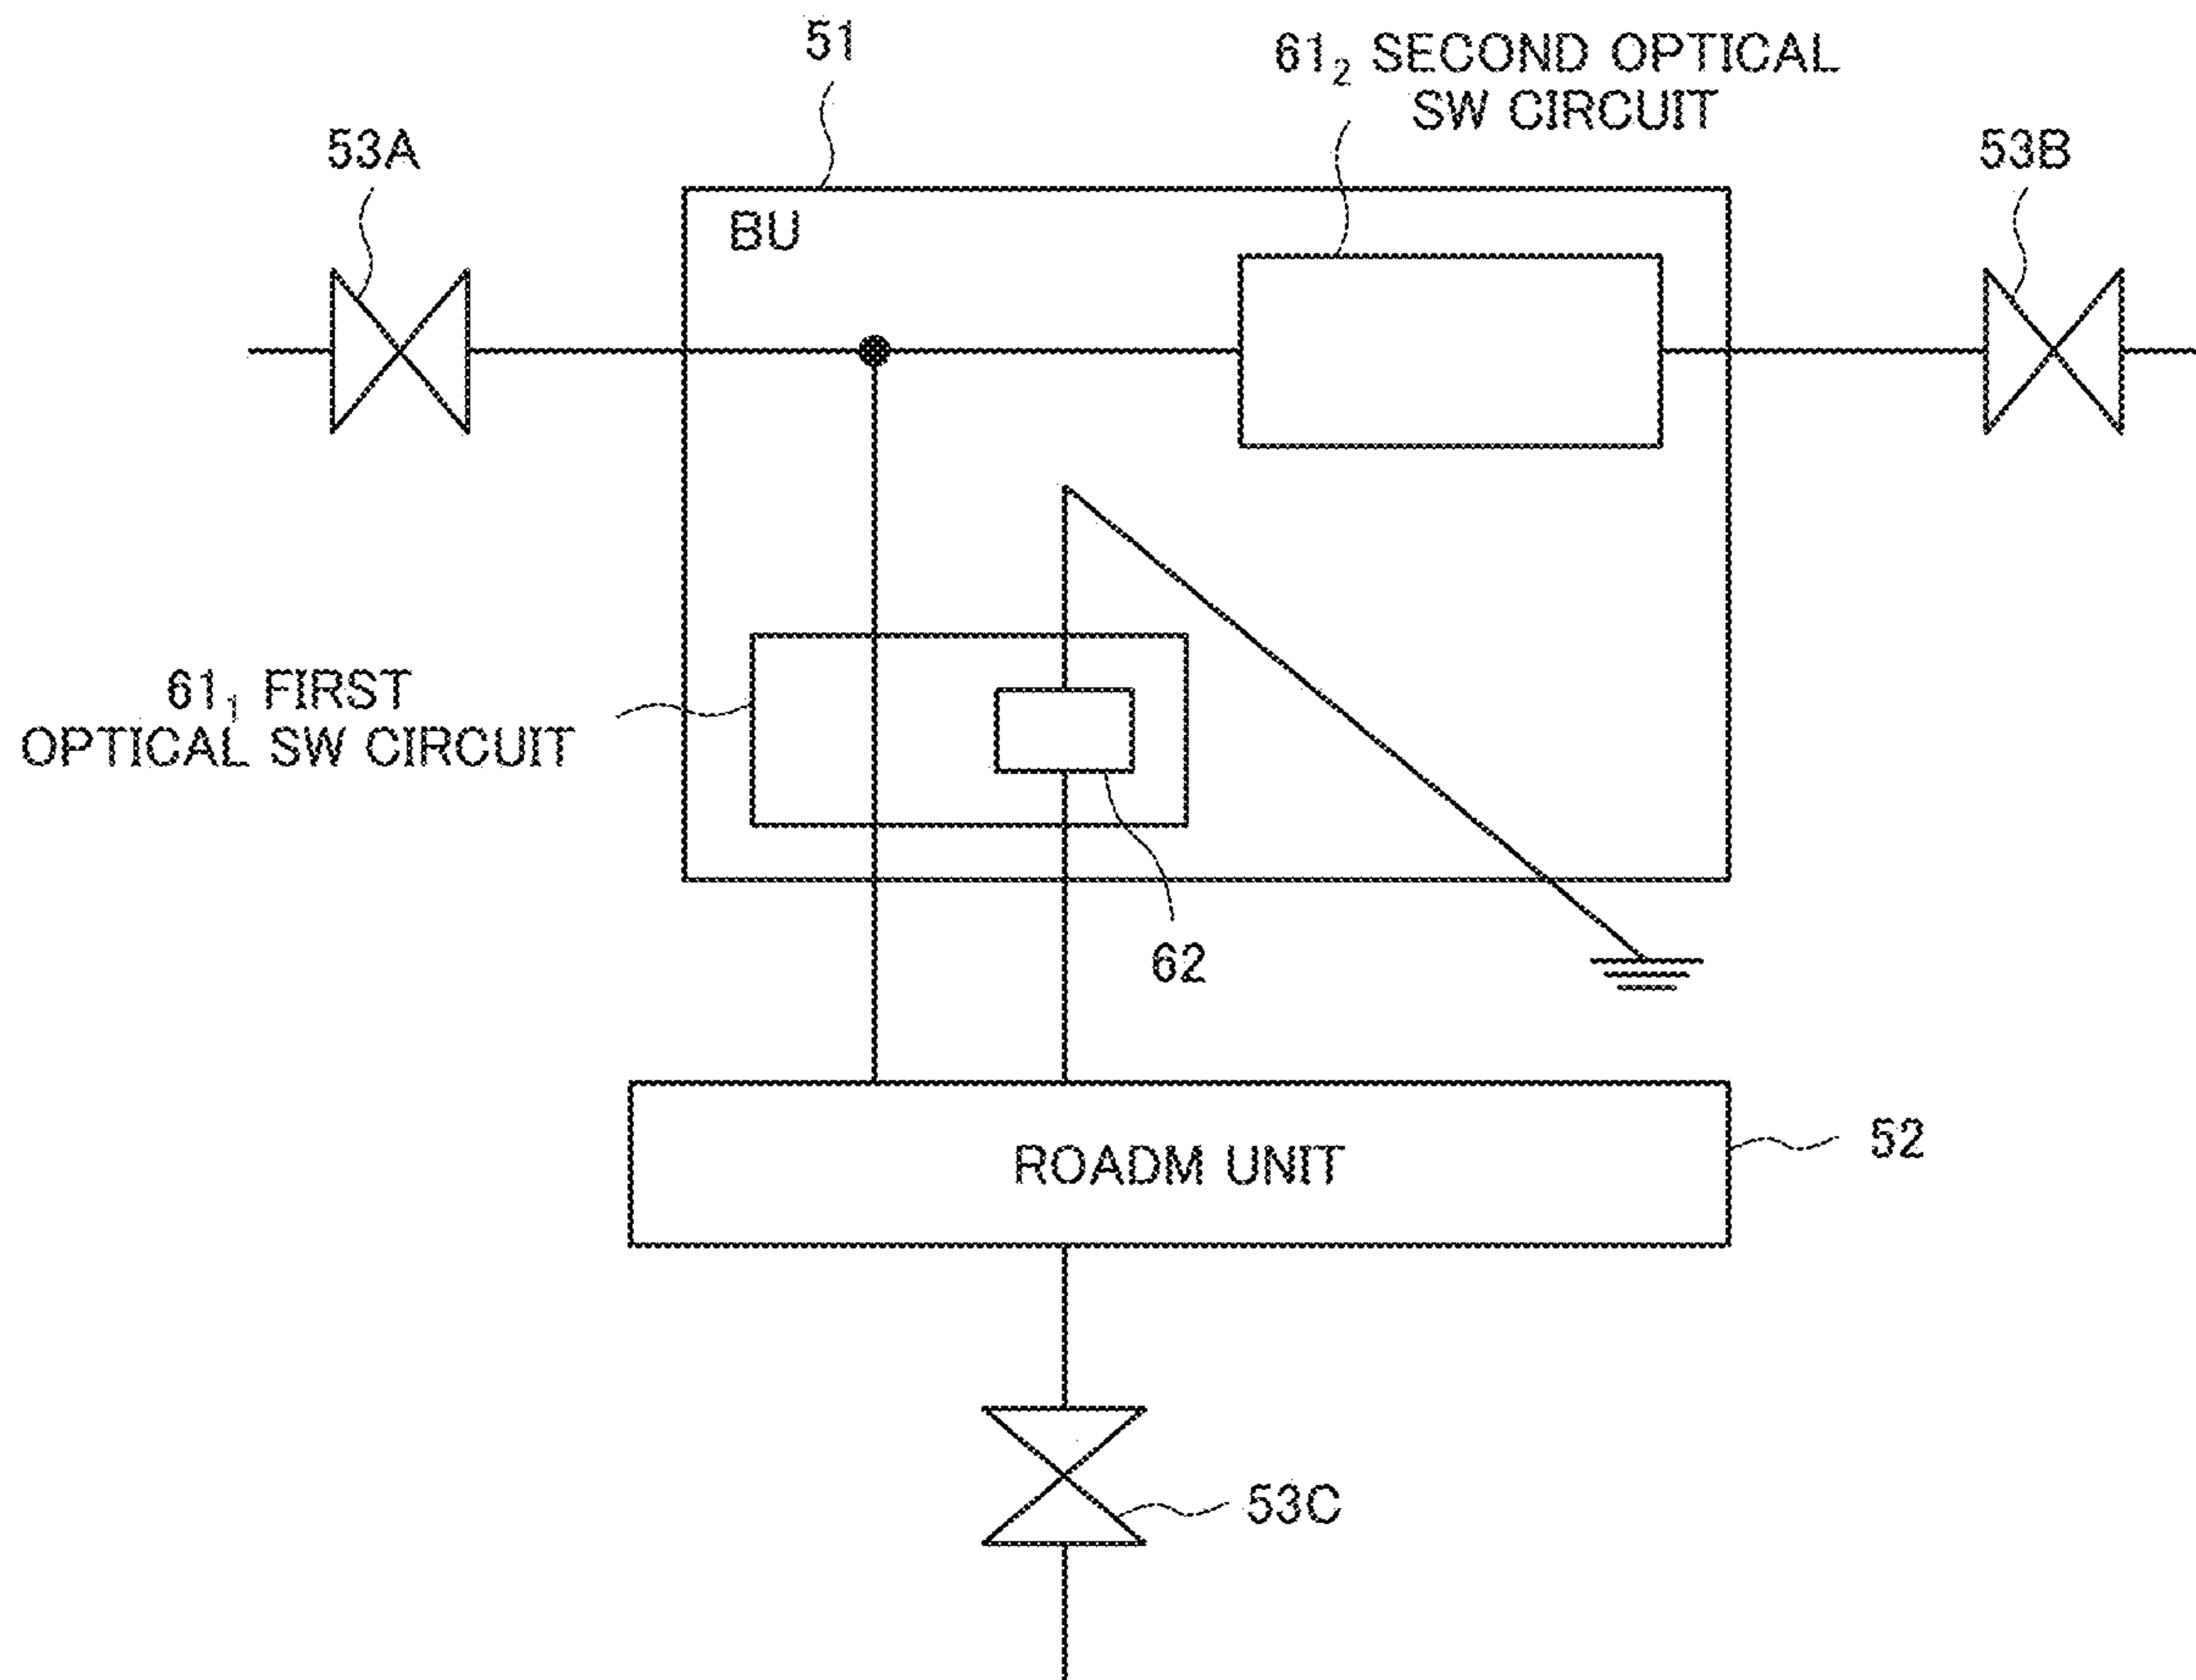 51
61₂ SECOND OPTICAL
SW CIRCUIT
53A
53B
BU
61₁ FIRST
OPTICAL SW CIRCUIT
62
ROADM UNIT
52
53C